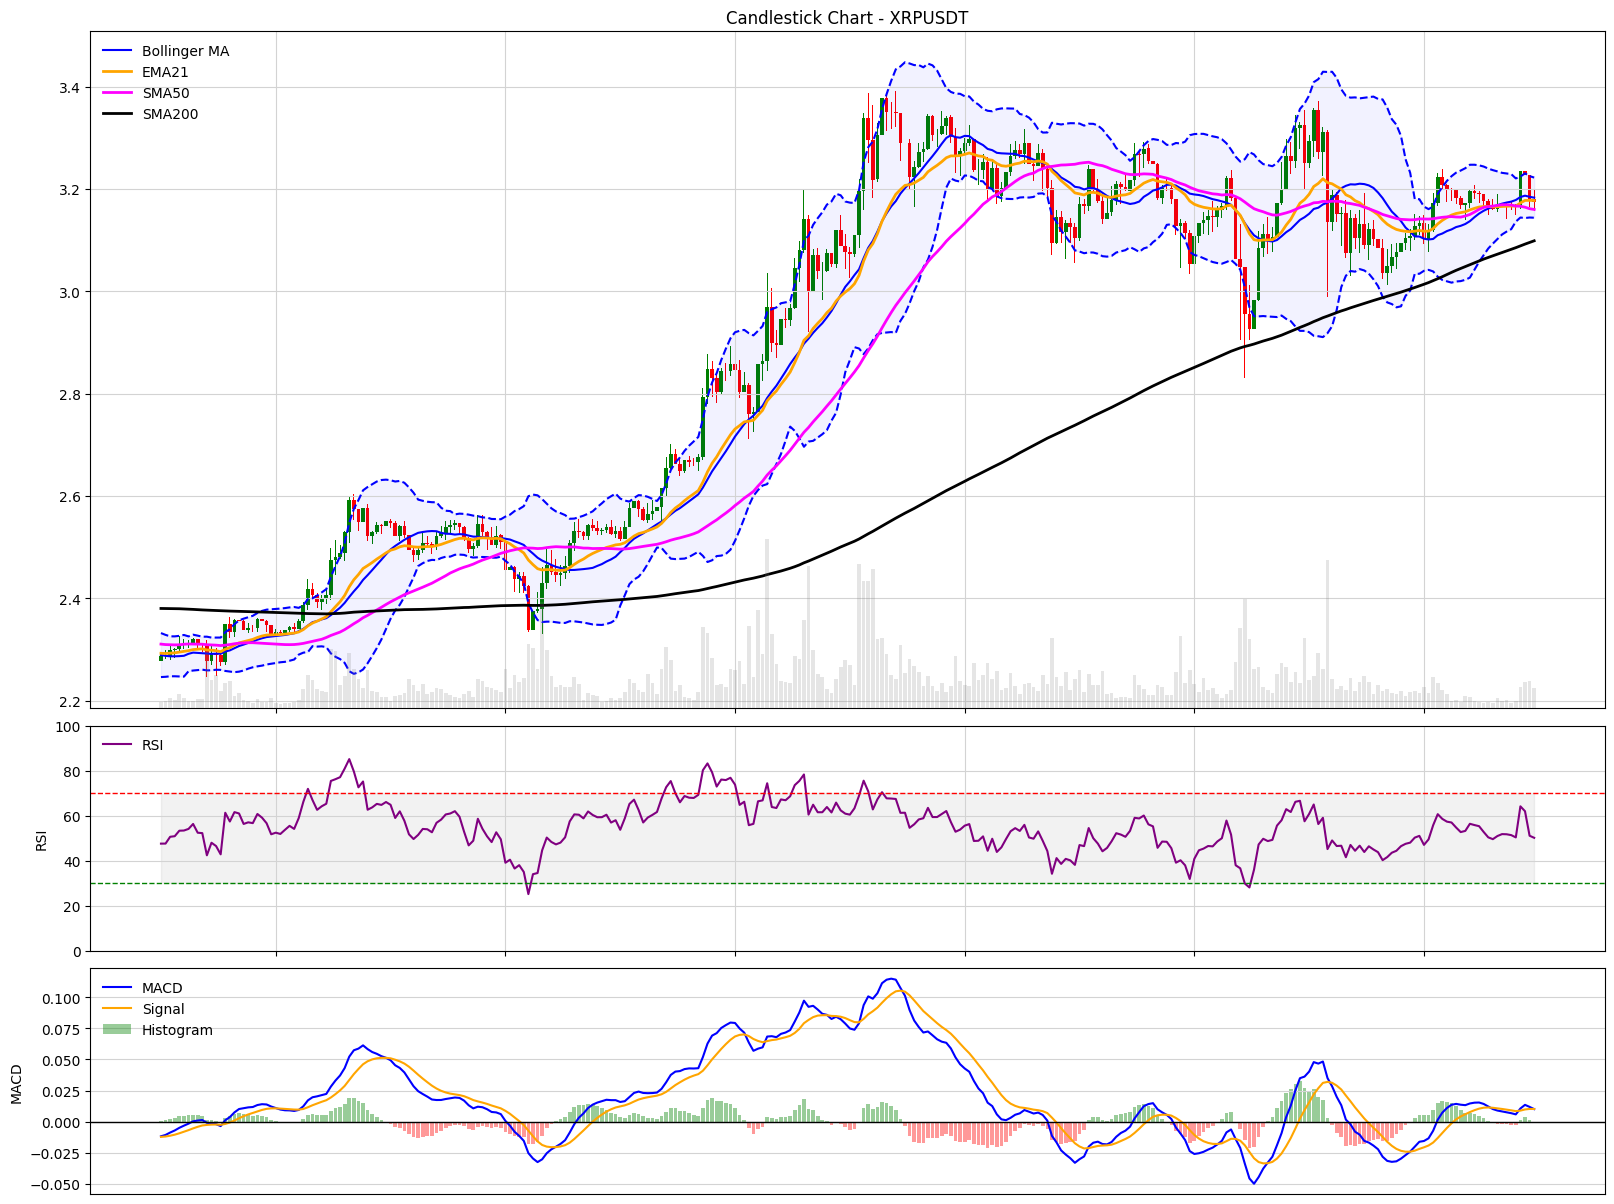 Candlestick Chart - XRPUSDT
Bollinger MA
EMA21
SMA50
SMA200
3.4
3.2
3.0
2.8
2.6
2.4
2.2
RSI
RSI
100
80
60
40
20
0
MACD
Signal
Histogram
MACD
0.100
0.075
0.050
0.025
0.000
−0.025
−0.050